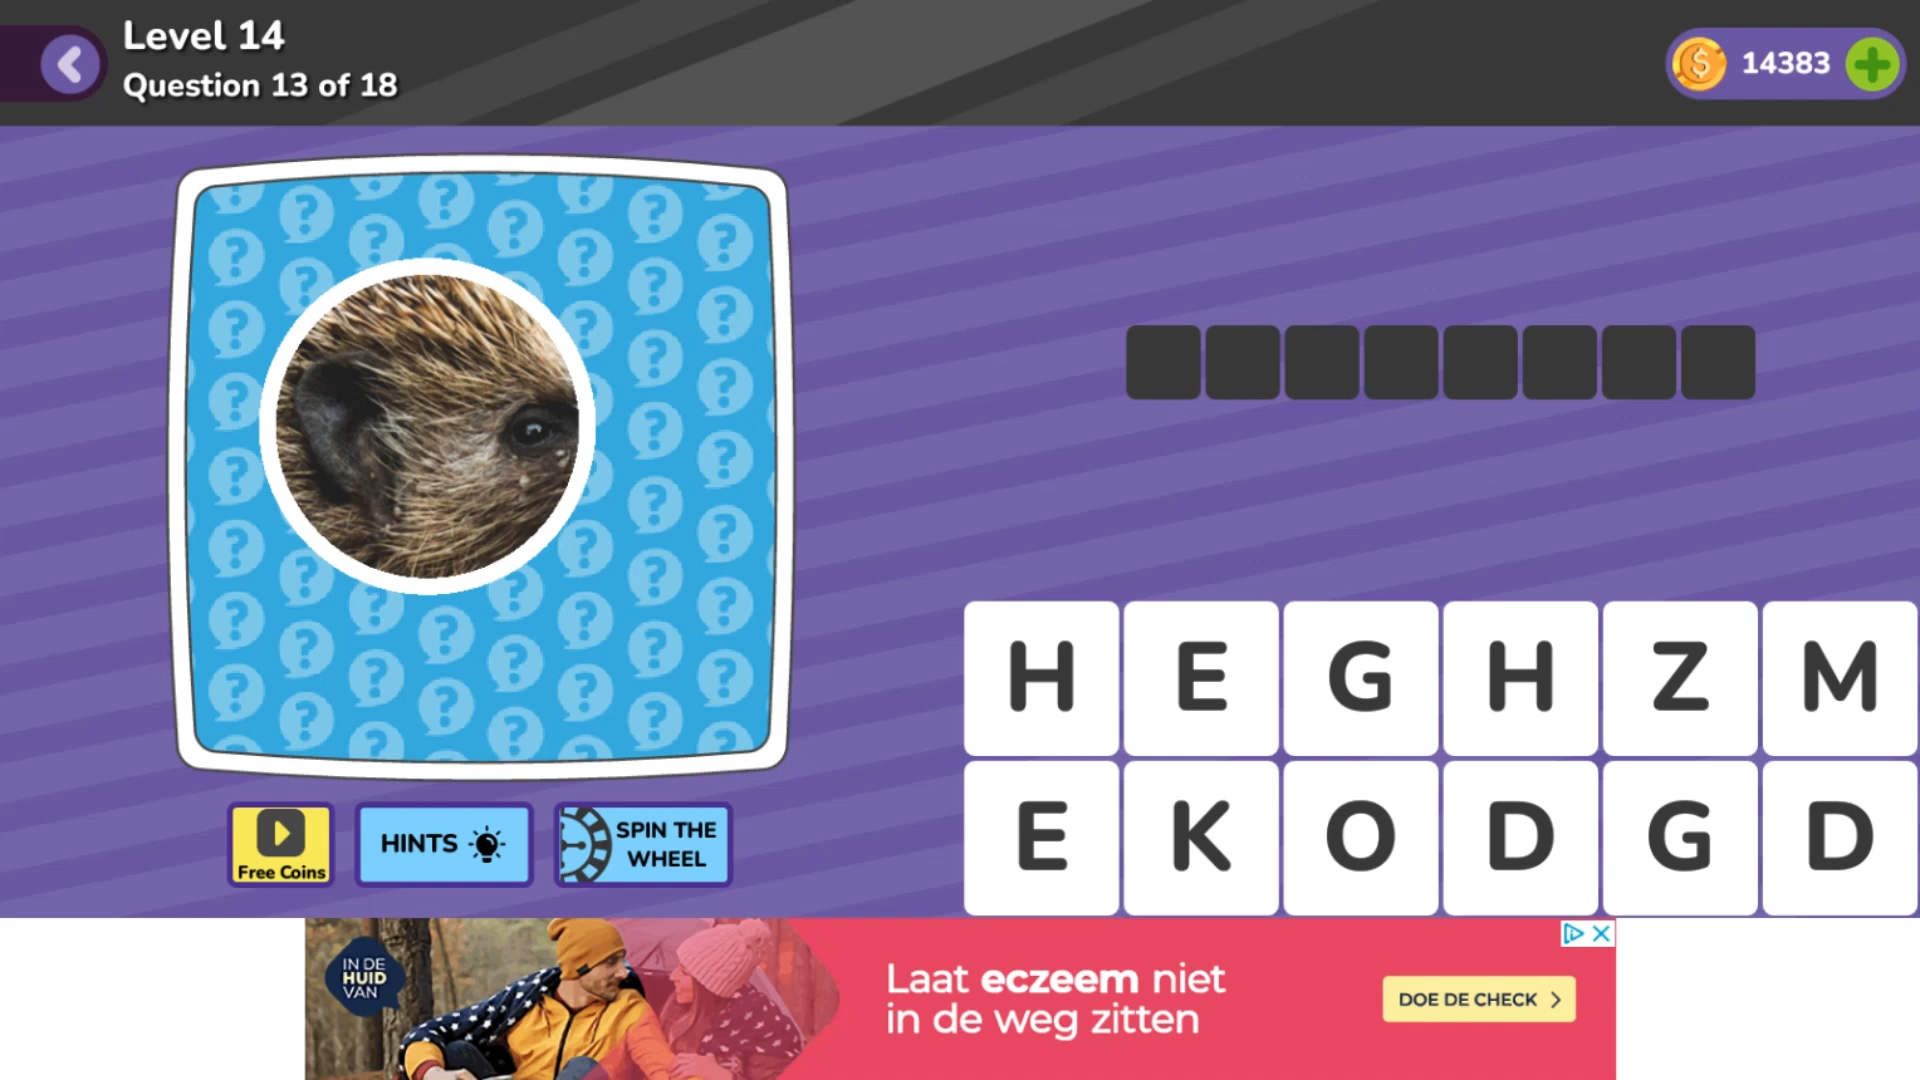 Level 14
Question 13 of 18
14383
H E G H Z M
E K O D G D
Free Coins
HINTS
SPIN THE
WHEEL
IN DE
HUID
VAN
Laat eczeem niet
in de weg zitten
DOE DE CHECK